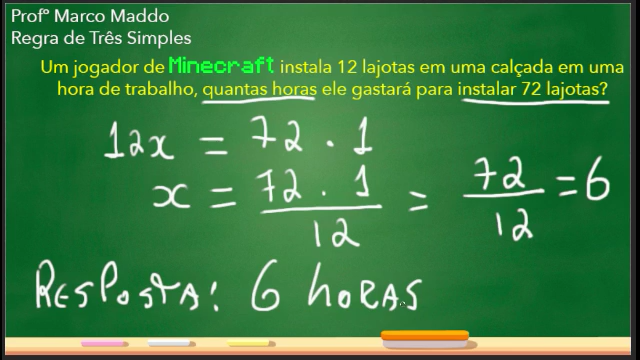 Profº Marco Maddo
Regra de Três Simples
Um jogador de Minecraft instala 12 lajotas em uma calçada em uma
hora de trabalho, quantas horas ele gastará para instalar 72 lajotas?
12x = 72 . 1
x = 72 . 1 / 12 = 72 / 12 = 6
RESPOSTA: 6 HORAS